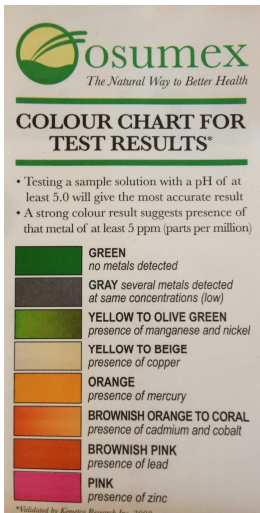 osumex
The Natural Way to Better Health
COLOUR CHART FOR
TEST RESULTS*
• Testing a sample solution with a pH of at
least 5.0 will give the most accurate result
• A strong colour result suggests presence of
that metal of at least 5 ppm (parts per million)
GREEN
no metals detected
GRAY several metals detected
at same concentrations (low)
YELLOW TO OLIVE GREEN
presence of manganese and nickel
YELLOW TO BEIGE
presence of copper
ORANGE
presence of mercury
BROWNISH ORANGE TO CORAL
presence of cadmium and cobalt
BROWNISH PINK
presence of lead
PINK
presence of zinc
*Validated by